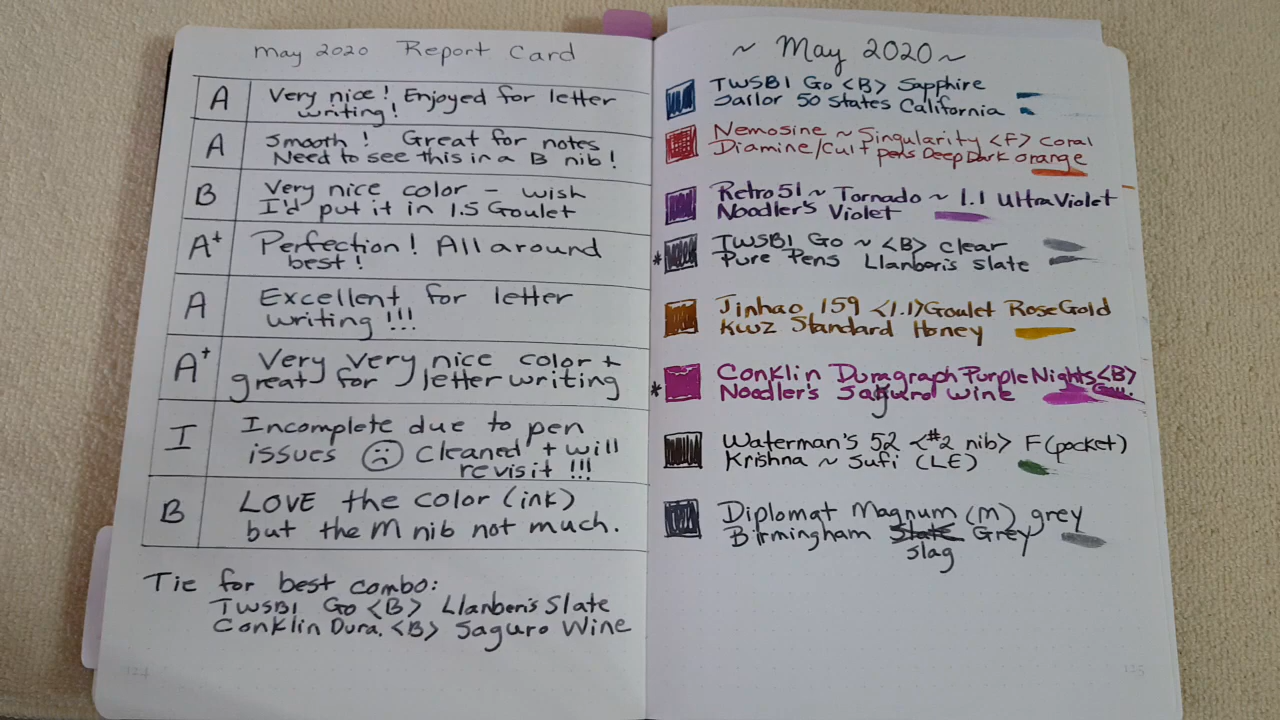 May 2020 Report Card
A Very nice! Enjoyed for letter
writing!
A Smooth! Great for notes
Need to see this in a B nib!
B Very nice color - wish
I'd put it in 1.5 Goulet
A+ Perfection! All around
best!
A Excellent for letter
writing!!!
A+ Very very nice color +
great for letter writing
I Incomplete due to pen
issues ☹ Cleaned + will
revisit!!!
B LOVE the color (ink)
but the M nib not much.
Tie for best combo:
TWSBI Go <B> Llanberis Slate
Conklin Dura. <B> Saguro Wine
124
~ May 2020 ~
TWSBI Go <B> Sapphire
Sailor 50 States California
Nemosine ~ Singularity <F> coral
Diamine/Cult pens Deep Dark orange
Retro51 ~ Tornado ~ 1.1 UltraViolet
Noodler's Violet
TWSBI Go ~ <B> clear
* Pure Pens Llanberis slate
Jinhao 159 <1.1> Goulet Rose Gold
KWZ Standard Honey
Conklin Duragraph Purple Nights <B>
* Noodler's Saguro Wine Gou.
Waterman's 52 <#2 nib> F (pocket)
Krishna ~ Sufi (LE)
Diplomat Magnum (M) grey
Birmingham Slate Grey
slag
125